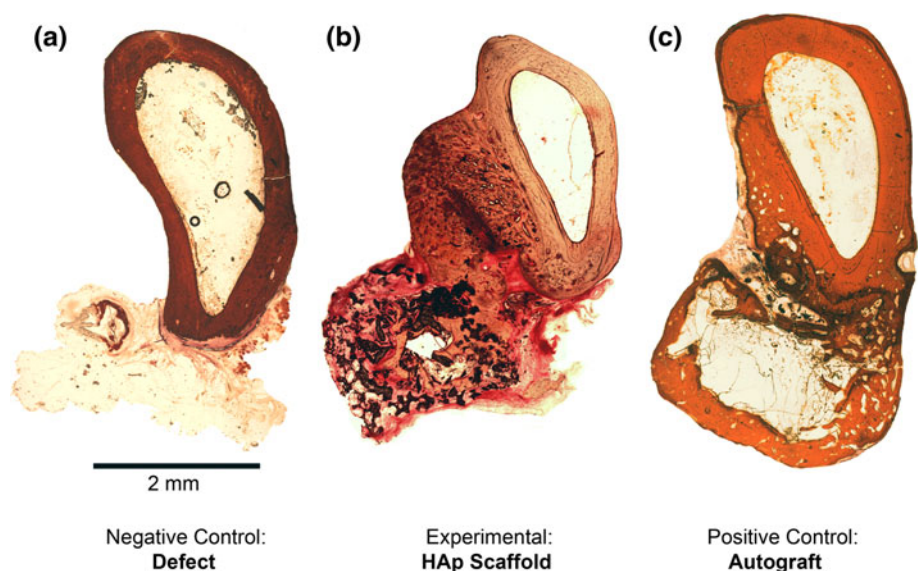 (a)
(b)
(c)
2 mm
Negative Control:
Defect
Experimental:
HAp Scaffold
Positive Control:
Autograft